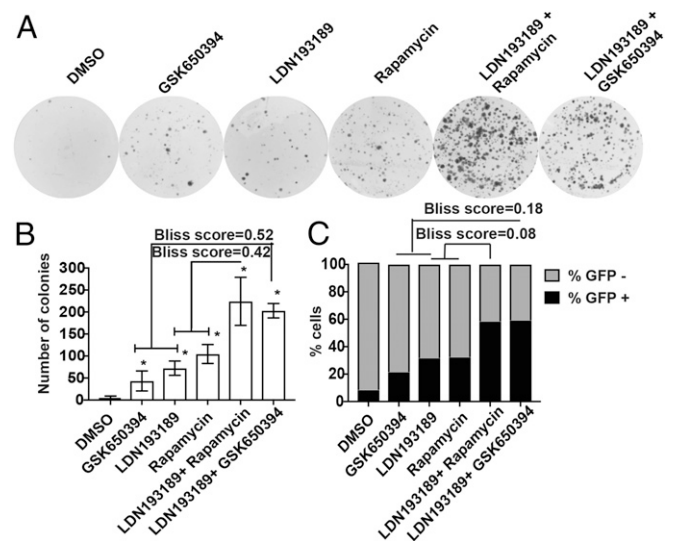 A
DMSO
GSK650394
LDN193189
Rapamycin
LDN193189 +
Rapamycin
LDN193189 +
GSK650394
B
Bliss score=0.52
Bliss score=0.42
Number of colonies
300
250
200
150
100
50
0
*
*
*
*
*
DMSO
GSK650394
LDN193189
Rapamycin
LDN193189+ Rapamycin
LDN193189+ GSK650394
C
Bliss score=0.18
Bliss score=0.08
% cells
100
80
60
40
20
0
% GFP -
% GFP +
DMSO
GSK650394
LDN193189
Rapamycin
LDN193189+ Rapamycin
LDN193189+ GSK650394